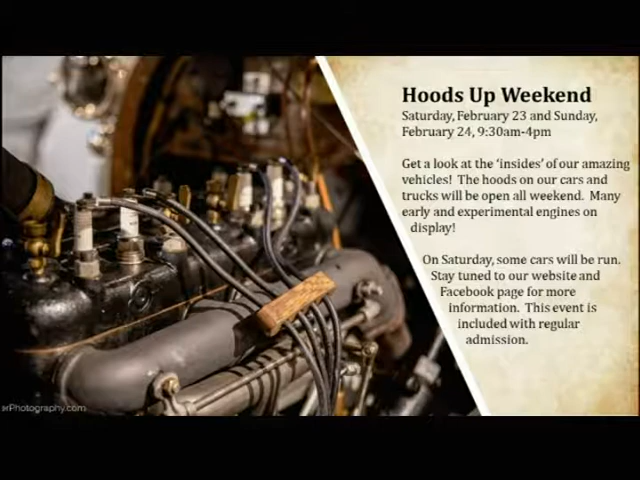 Hoods Up Weekend
Saturday, February 23 and Sunday,
February 24, 9:30am-4pm
Get a look at the 'insides' of our amazing
vehicles! The hoods on our cars and
trucks will be open all weekend. Many
early and experimental engines on
display!
On Saturday, some cars will be run.
Stay tuned to our website and
Facebook page for more
information. This event is
included with regular
admission.
erPhotography.com